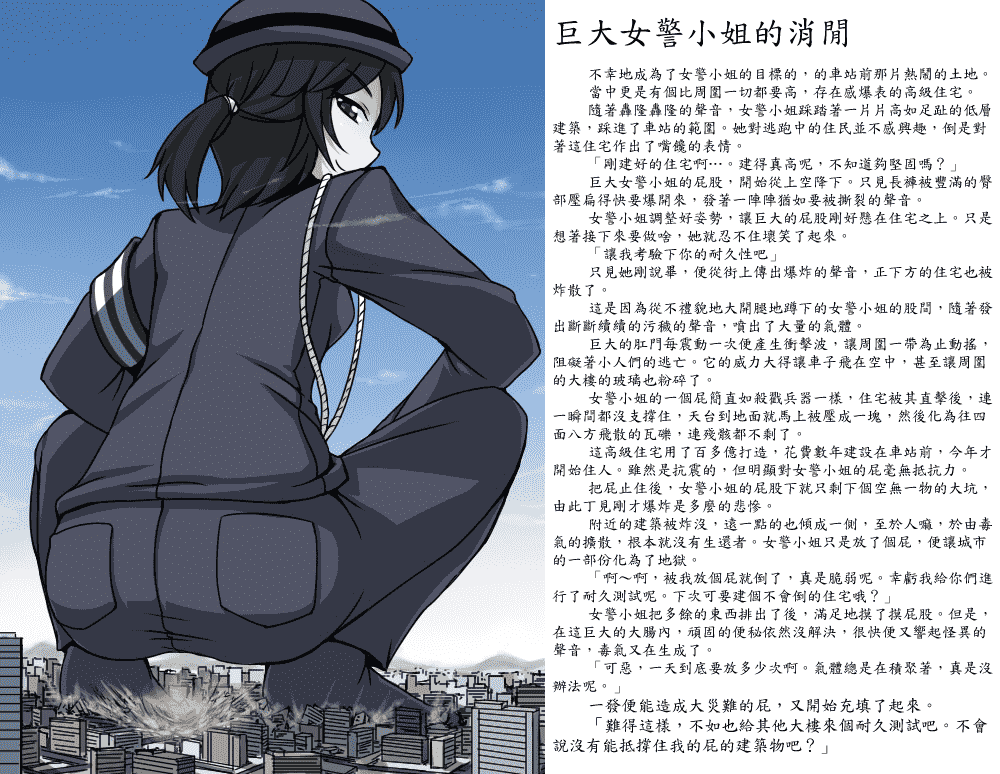 巨大女警小姐的消閒
不幸地成為了女警小姐的目標的，的車站前那片熱鬧的土地。
當中更是有個比周圍一切都要高，存在感爆表的高級住宅。
隨著轟隆轟隆的聲音，女警小姐踩踏著一片片高如足趾的低層
建築，踩進了車站的範圍。她對逃跑中的住民並不感興趣，倒是對
著這住宅作出了嘴饞的表情。
「剛建好的住宅啊…。建得真高呢，不知道夠堅固嗎？」
巨大女警小姐的屁股，開始從上空降下。只見長褲被豐滿的臀
部壓扁得快要爆開來，發著一陣陣猶如要被撕裂的聲音。
女警小姐調整好姿勢，讓巨大的屁股剛好懸在住宅之上。只是
想著接下來要做啥，她就忍不住壞笑了起來。
「讓我考驗下你的耐久性吧」
只見她剛說畢，便從街上傳出爆炸的聲音，正下方的住宅也被
炸散了。
這是因為從不禮貌地大開腿地蹲下的女警小姐的股間，隨著發
出斷斷續續的污穢的聲音，噴出了大量的氣體。
巨大的肛門每震動一次便產生衝擊波，讓周圍一帶為止動搖，
阻礙著小人們的逃亡。它的威力大得讓車子飛在空中，甚至讓周圍
的大樓的玻璃也粉碎了。
女警小姐的一個屁簡直如殺戳兵器一樣，住宅被其直擊後，連
一瞬間都沒支撐住，天台到地面就馬上被壓成一塊，然後化為往四
面八方飛散的瓦礫，連殘骸都不剩了。
這高級住宅用了百多億打造，花費數年建設在車站前，今年才
開始住人。雖然是抗震的，但明顯對女警小姐的屁毫無抵抗力。
把屁止住後，女警小姐的屁股下就只剩下個空無一物的大坑，
由此丁見剛才爆炸是多麼的悲慘。
附近的建築被炸沒，遠一點的也傾成一側，至於人嘛，於由毒
氣的擴散，根本就沒有生還者。女警小姐只是放了個屁，便讓城市
的一部份化為了地獄。
「啊～啊，被我放個屁就倒了，真是脆弱呢。幸虧我給你們進
行了耐久測試呢。下次可要建個不會倒的住宅哦？」
女警小姐把多餘的東西排出了後，滿足地摸了摸屁股。但是，
在這巨大的大腸內，頑固的便秘依然沒解決，很快便又響起怪異的
聲音，毒氣又在生成了。
「可惡，一天到底要放多少次啊。氣體總是在積聚著，真是沒
辦法呢。」
一發便能造成大災難的屁，又開始充填了起來。
「難得這樣，不如也給其他大樓來個耐久測試吧。不會
說沒有能抵撐住我的屁的建築物吧？」